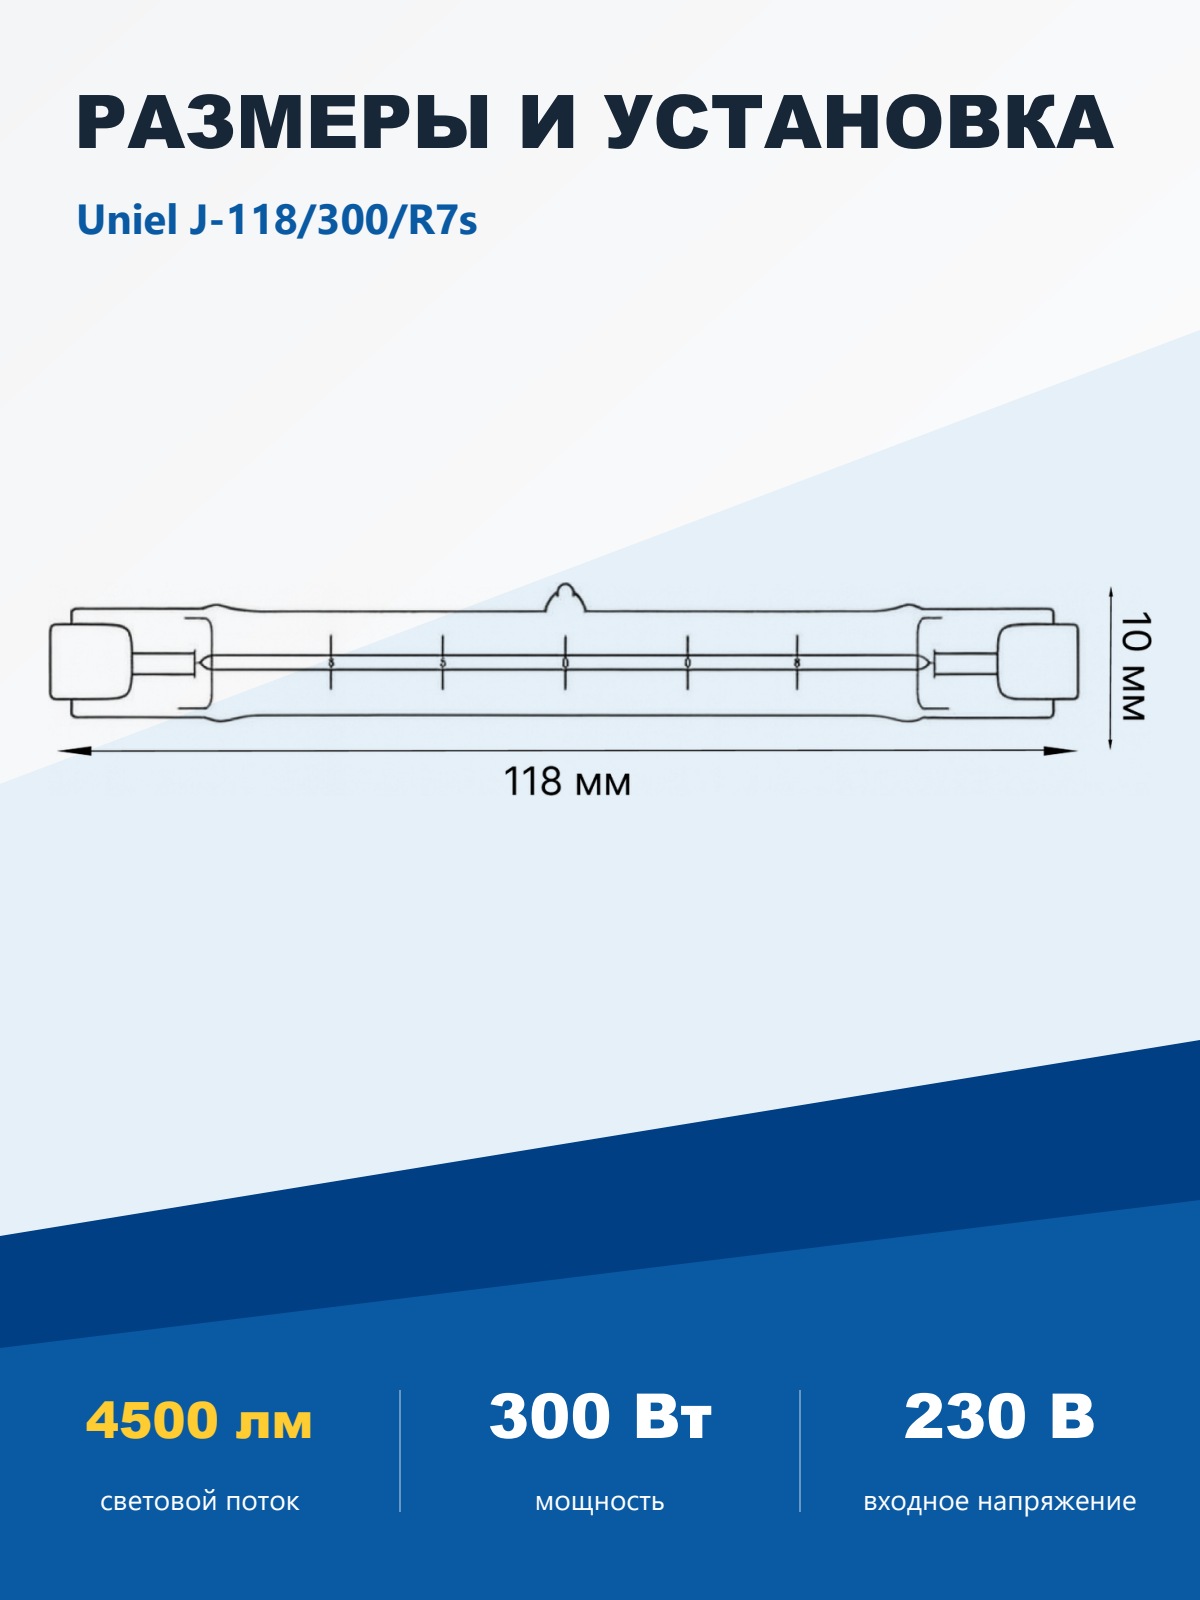 РАЗМЕРЫ И УСТАНОВКА
Uniel J-118/300/R7s
10 мм
118 мм
4500 лм
300 Вт
230 В
световой поток
мощность
входное напряжение